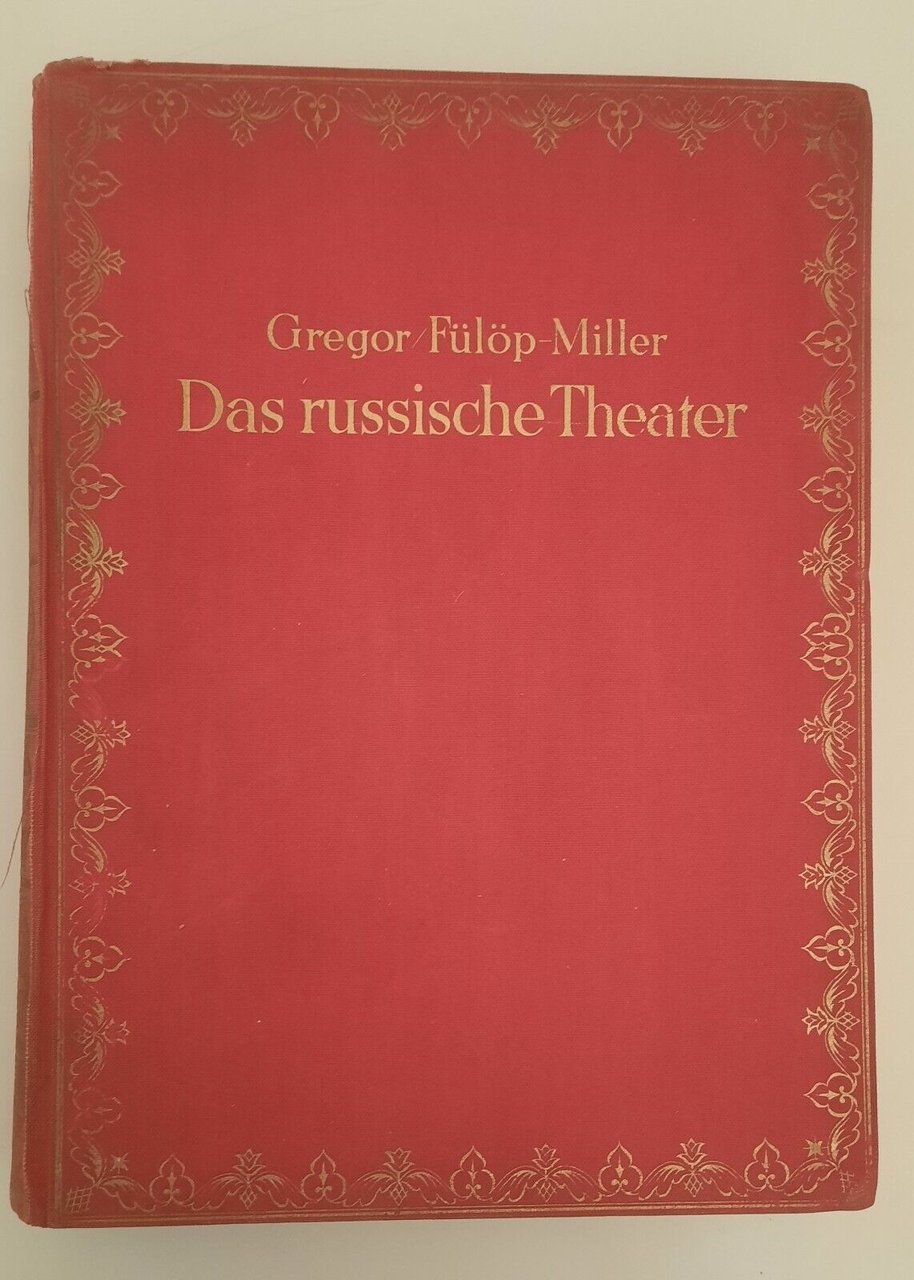 Gregor/Fülöp-Miller
Das russische Theater